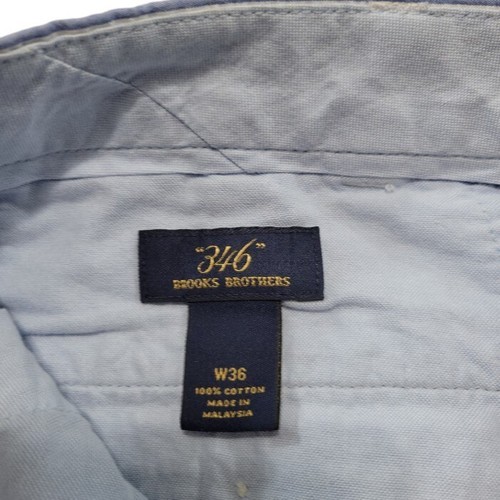 "346"
BROOKS BROTHERS
W36
100% COTTON
MADE IN
MALAYSIA